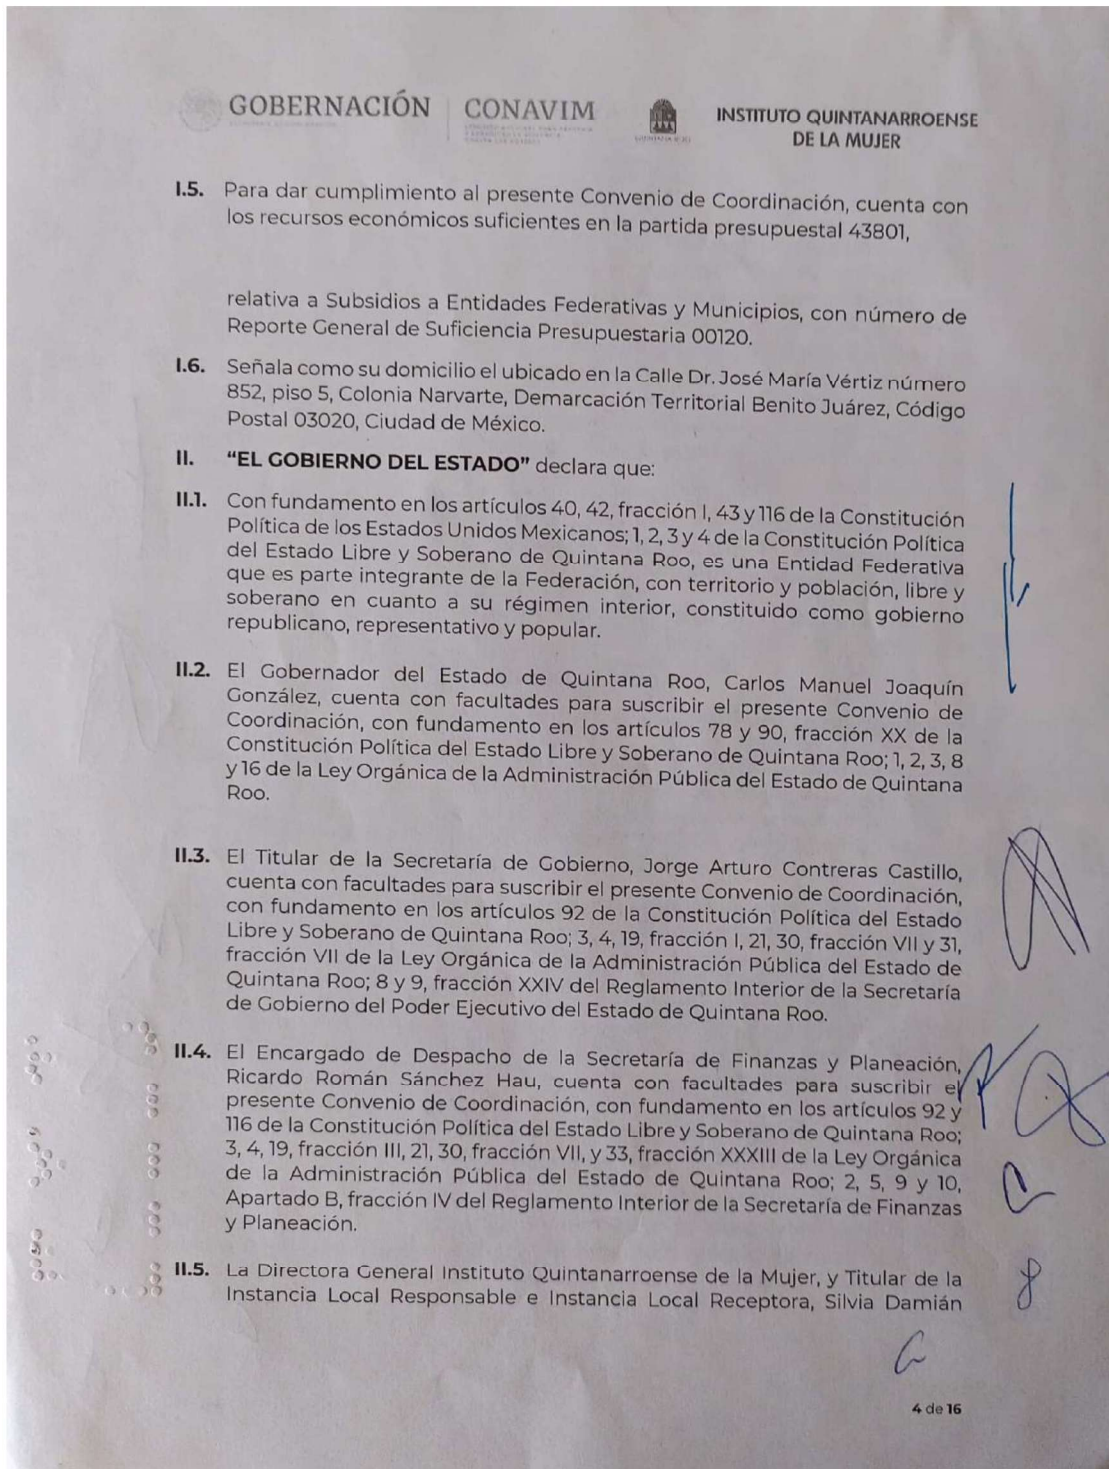 GOBERNACIÓN
CONAVIM
QUINTANA ROO
INSTITUTO QUINTANARROENSE
DE LA MUJER
I.5. Para dar cumplimiento al presente Convenio de Coordinación, cuenta con
los recursos económicos suficientes en la partida presupuestal 43801,
relativa a Subsidios a Entidades Federativas y Municipios, con número de
Reporte General de Suficiencia Presupuestaria 00120.
I.6. Señala como su domicilio el ubicado en la Calle Dr. José María Vértiz número
852, piso 5, Colonia Narvarte, Demarcación Territorial Benito Juárez, Código
Postal 03020, Ciudad de México.
II. “EL GOBIERNO DEL ESTADO” declara que:
II.1. Con fundamento en los artículos 40, 42, fracción I, 43 y 116 de la Constitución
Política de los Estados Unidos Mexicanos; 1, 2, 3 y 4 de la Constitución Política
del Estado Libre y Soberano de Quintana Roo, es una Entidad Federativa
que es parte integrante de la Federación, con territorio y población, libre y
soberano en cuanto a su régimen interior, constituido como gobierno
republicano, representativo y popular.
II.2. El Gobernador del Estado de Quintana Roo, Carlos Manuel Joaquín
González, cuenta con facultades para suscribir el presente Convenio de
Coordinación, con fundamento en los artículos 78 y 90, fracción XX de la
Constitución Política del Estado Libre y Soberano de Quintana Roo; 1, 2, 3, 8
y 16 de la Ley Orgánica de la Administración Pública del Estado de Quintana
Roo.
II.3. El Titular de la Secretaría de Gobierno, Jorge Arturo Contreras Castillo,
cuenta con facultades para suscribir el presente Convenio de Coordinación,
con fundamento en los artículos 92 de la Constitución Política del Estado
Libre y Soberano de Quintana Roo; 3, 4, 19, fracción I, 21, 30, fracción VII y 31,
fracción VII de la Ley Orgánica de la Administración Pública del Estado de
Quintana Roo; 8 y 9, fracción XXIV del Reglamento Interior de la Secretaría
de Gobierno del Poder Ejecutivo del Estado de Quintana Roo.
II.4. El Encargado de Despacho de la Secretaría de Finanzas y Planeación,
Ricardo Román Sánchez Hau, cuenta con facultades para suscribir el
presente Convenio de Coordinación, con fundamento en los artículos 92 y
116 de la Constitución Política del Estado Libre y Soberano de Quintana Roo;
3, 4, 19, fracción III, 21, 30, fracción VII, y 33, fracción XXXIII de la Ley Orgánica
de la Administración Pública del Estado de Quintana Roo; 2, 5, 9 y 10,
Apartado B, fracción IV del Reglamento Interior de la Secretaría de Finanzas
y Planeación.
II.5. La Directora General Instituto Quintanarroense de la Mujer, y Titular de la
Instancia Local Responsable e Instancia Local Receptora, Silvia Damián
4 de 16